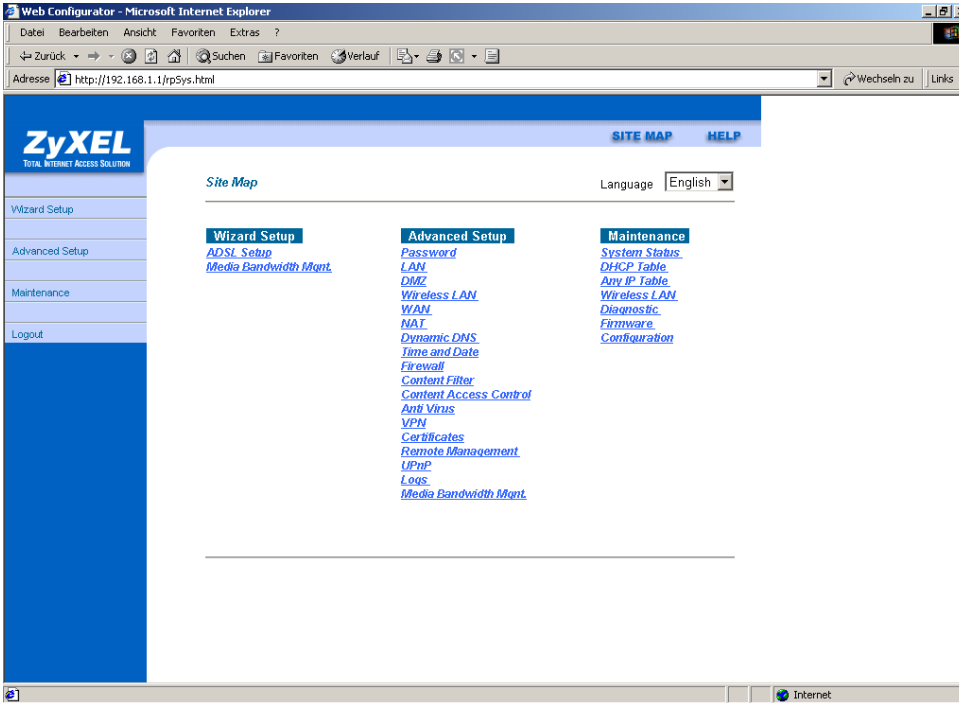 Web Configurator - Microsoft Internet Explorer
Datei Bearbeiten Ansicht Favoriten Extras ?
Zurück Suchen Favoriten Verlauf
Adresse http://192.168.1.1/rpSys.html Wechseln zu Links
ZyXEL
TOTAL INTERNET ACCESS SOLUTION
SITE MAP HELP
Wizard Setup
Advanced Setup
Maintenance
Logout
Site Map
Language English
Wizard Setup
ADSL Setup
Media Bandwidth Mgnt.
Advanced Setup
Password
LAN
DMZ
Wireless LAN
WAN
NAT
Dynamic DNS
Time and Date
Firewall
Content Filter
Content Access Control
Anti Virus
VPN
Certificates
Remote Management
UPnP
Logs
Media Bandwidth Mgnt.
Maintenance
System Status
DHCP Table
Any IP Table
Wireless LAN
Diagnostic
Firmware
Configuration
Internet